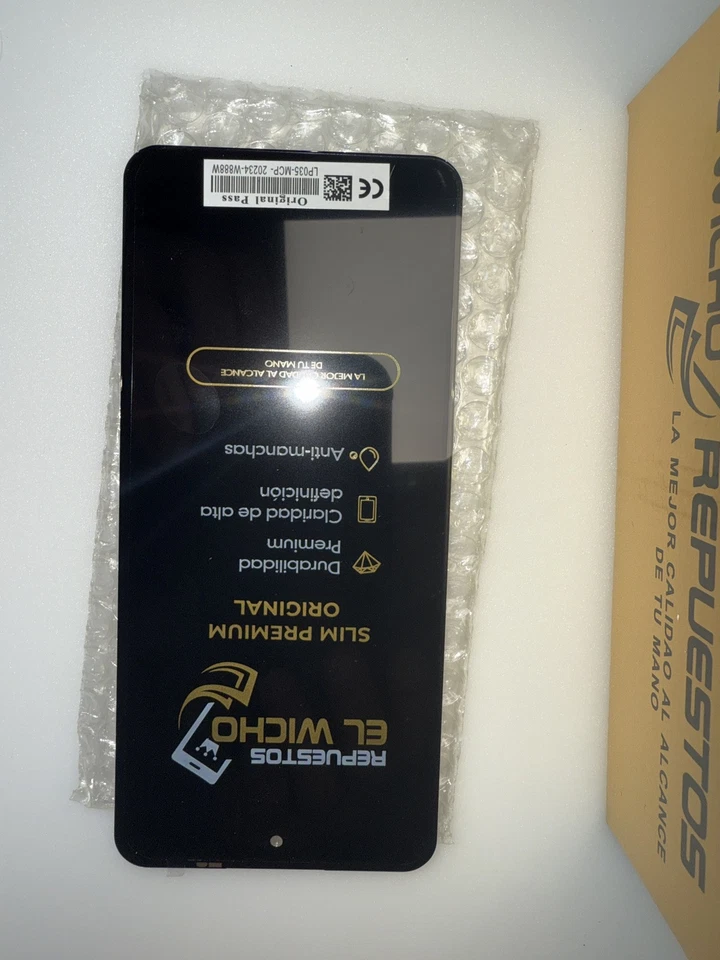 REPUESTOS
EL WICHO
SLIM PREMIUM
ORIGINAL
Durabilidad
Premium
Claridad de alta
definición
Anti-manchas
LA MEJOR CALIDAD AL ALCANCE
DE TU MANO
Original Pass
LP035-MCP- 20234-W888W
CE
REPUESTOS
LA MEJOR CALIDAD AL ALCANCE
DE TU MANO